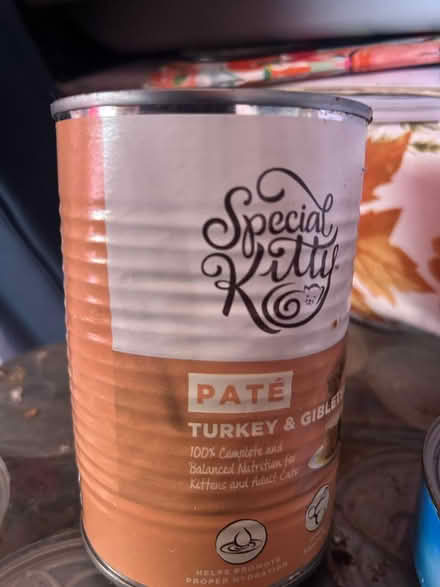 Special
Kitty
PATÉ
TURKEY & GIBLETS
100% Complete and
Balanced Nutrition for
Kittens and Adult Cats
HELPS PROMOTE
PROPER HYDRATION